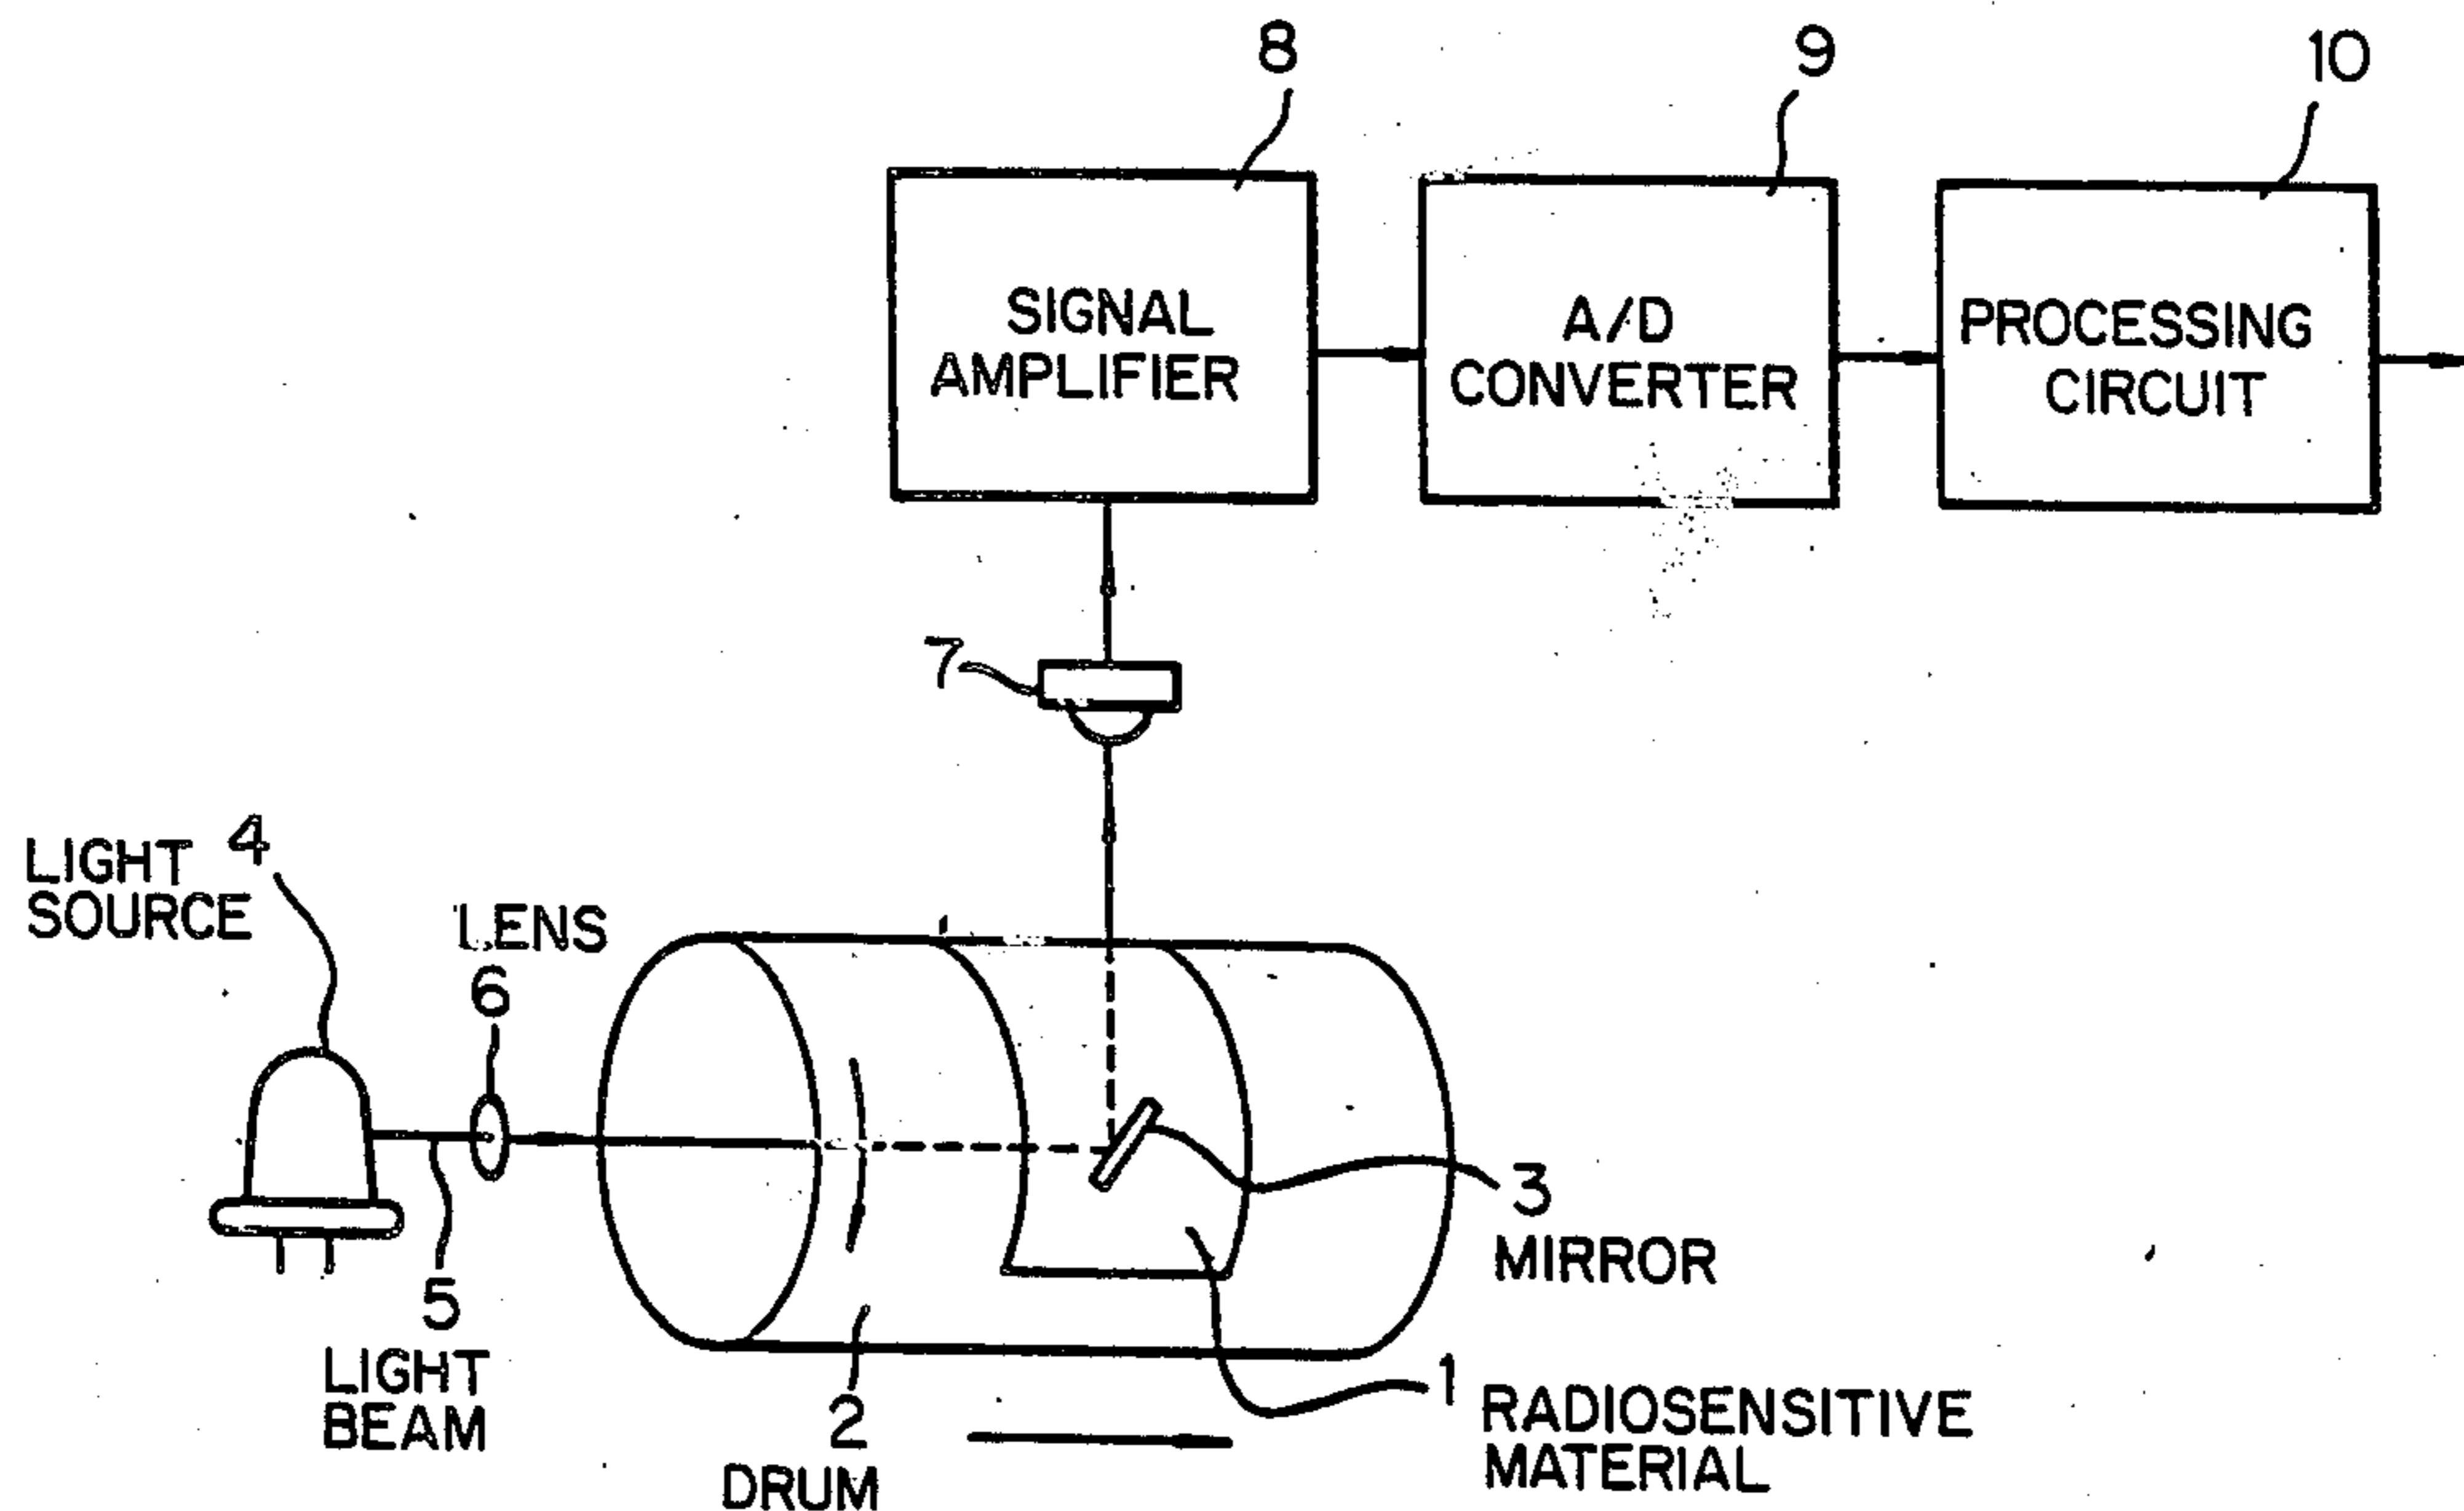 8
9
10
SIGNAL
AMPLIFIER
A/D
CONVERTER
PROCESSING
CIRCUIT
7
4
LIGHT
SOURCE
LENS
6
5
LIGHT
BEAM
2
DRUM
3
MIRROR
1
RADIOSENSITIVE
MATERIAL